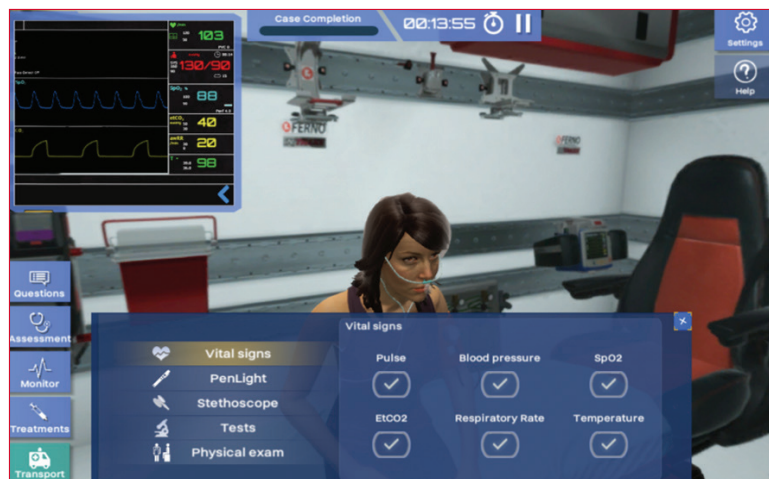 Case Completion
00:13:55
Settings
Help
103
130/90
SpO2
88
etCO2
40
20
98
FERNO
FERNO
Questions
Assessment
Monitor
Treatments
Transport
Vital signs
PenLight
Stethoscope
Tests
Physical exam
Vital signs
Pulse
Blood pressure
SpO2
EtCO2
Respiratory Rate
Temperature